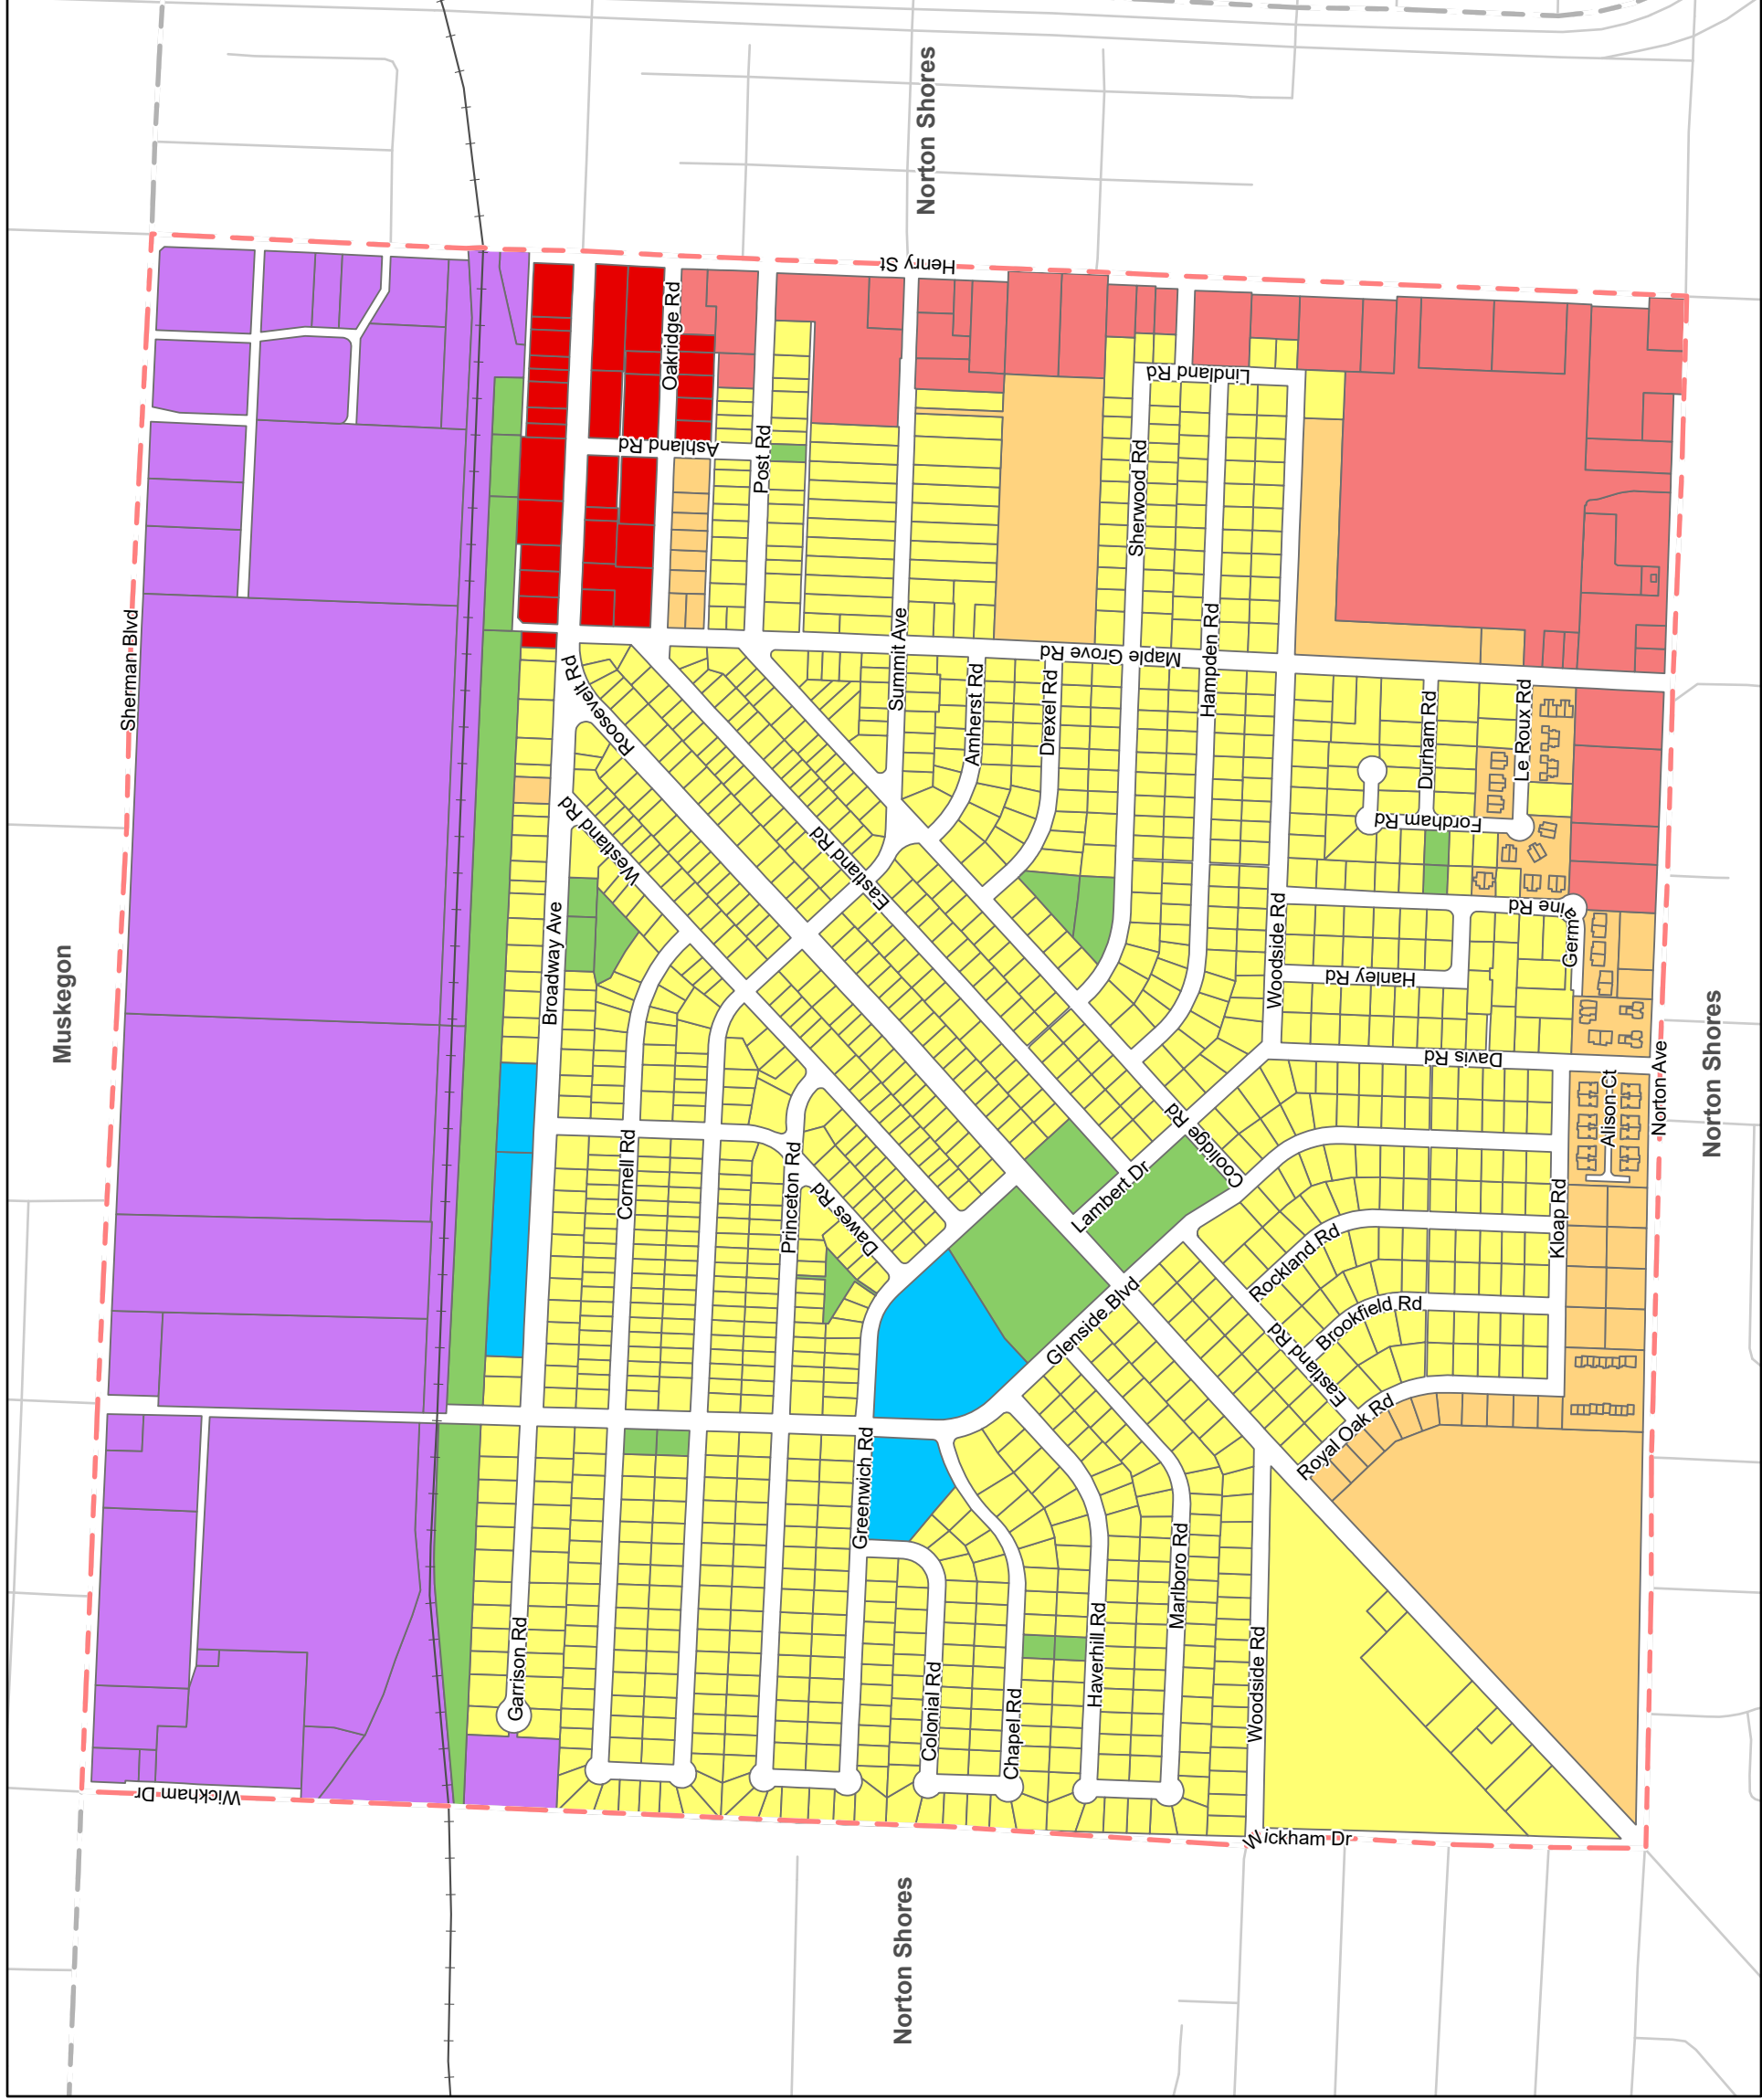 Norton Shores
Henry St
Oakridge Rd
Lindland Rd
Ashland Rd
Post Rd
Sherwood Rd
Sherman Blvd
Summit Ave
Hampden Rd
Maple Grove Rd
Roosevelt Rd
Amherst Rd
Drexel Rd
Durham Rd
Le Roux Rd
Westland Rd
Eastland Rd
Fordham Rd
Broadway Ave
Woodside Rd
Vine Rd
Germa
Hanley Rd
Muskegon
Davis Rd
Norton Ave
Norton Shores
Alison Ct
Cornell Rd
Princeton Rd
Dawes Rd
Lambert Dr
Coolidge Rd
Kloap Rd
Rockland Rd
Glenside Blvd
Brookfield Rd
Eastland Rd
Royal Oak Rd
Greenwich Rd
Marlboro Rd
Haverhill Rd
Garrison Rd
Colonial Rd
Chapel Rd
Woodside Rd
Wickham Dr
Wickham Dr
Norton Shores